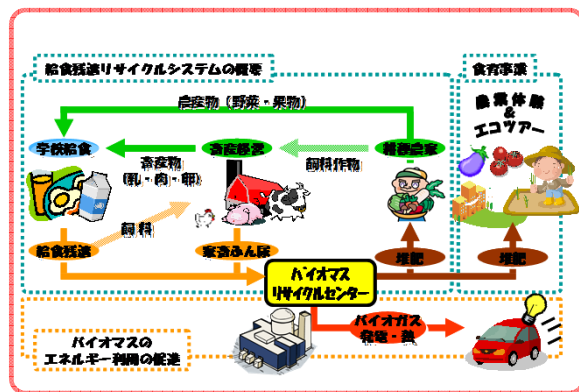 給食残渣リサイクルシステムの概要
食育事業
農産物（野菜・果物）
農業体験
＆
エコツアー
学校給食
畜産経営
耕種農家
畜産物
（乳・肉・卵）
飼料作物
飼料
給食残渣
家畜ふん尿
堆肥
堆肥
バイオマス
リサイクルセンター
バイオガス
発電・熱
バイオマスの
エネルギー利用の促進